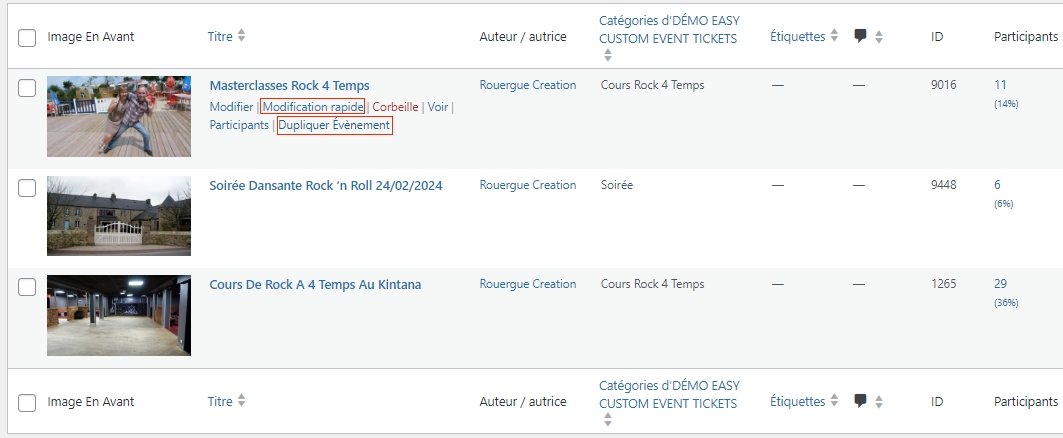 Image En Avant Titre Auteur / autrice Catégories d'DÉMO EASY CUSTOM EVENT TICKETS Étiquettes ID Participants
Masterclasses Rock 4 Temps Rouergue Creation Cours Rock 4 Temps — — 9016 11
Modifier | Modification rapide | Corbeille | Voir | (14%)
Participants | Dupliquer Évènement
Soirée Dansante Rock ‘n Roll 24/02/2024 Rouergue Creation Soirée — — 9448 6
(6%)
Cours De Rock A 4 Temps Au Kintana Rouergue Creation Cours Rock 4 Temps — — 1265 29
(36%)
Image En Avant Titre Auteur / autrice Catégories d'DÉMO EASY CUSTOM EVENT TICKETS Étiquettes ID Participants